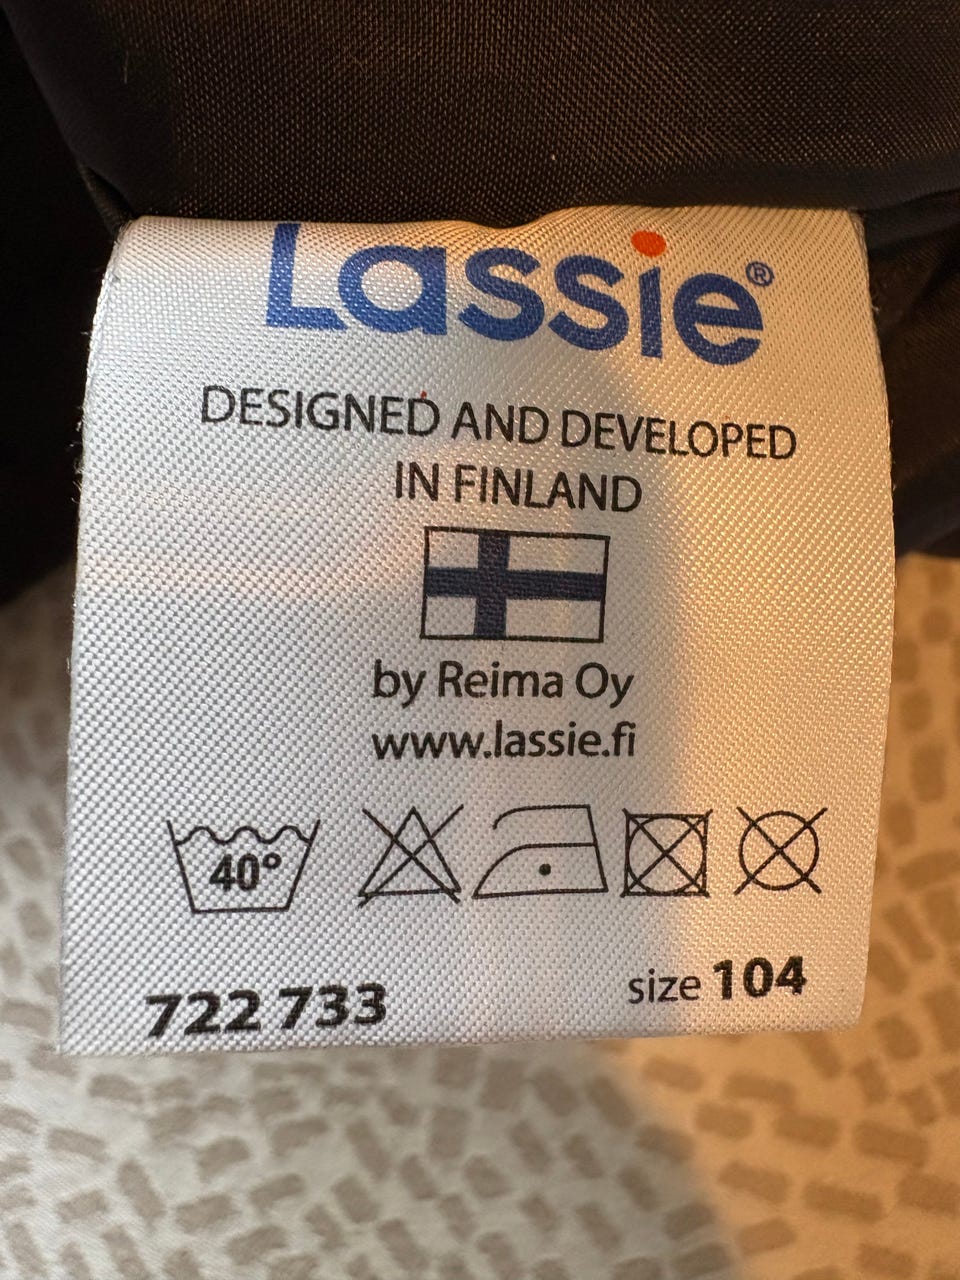 Lassie®
DESIGNED AND DEVELOPED
IN FINLAND
by Reima Oy
www.lassie.fi
40°
722 733
size 104